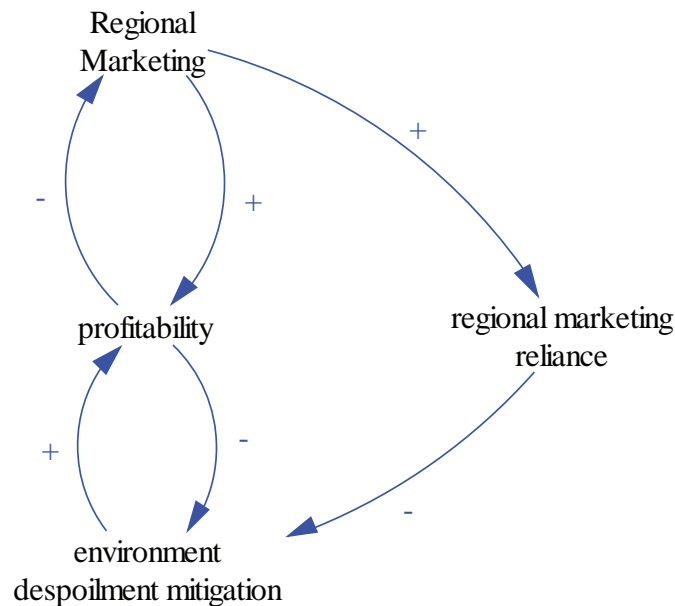 Regional
Marketing
+
-
+
profitability
regional marketing
reliance
+
-
-
environment
despoilment mitigation